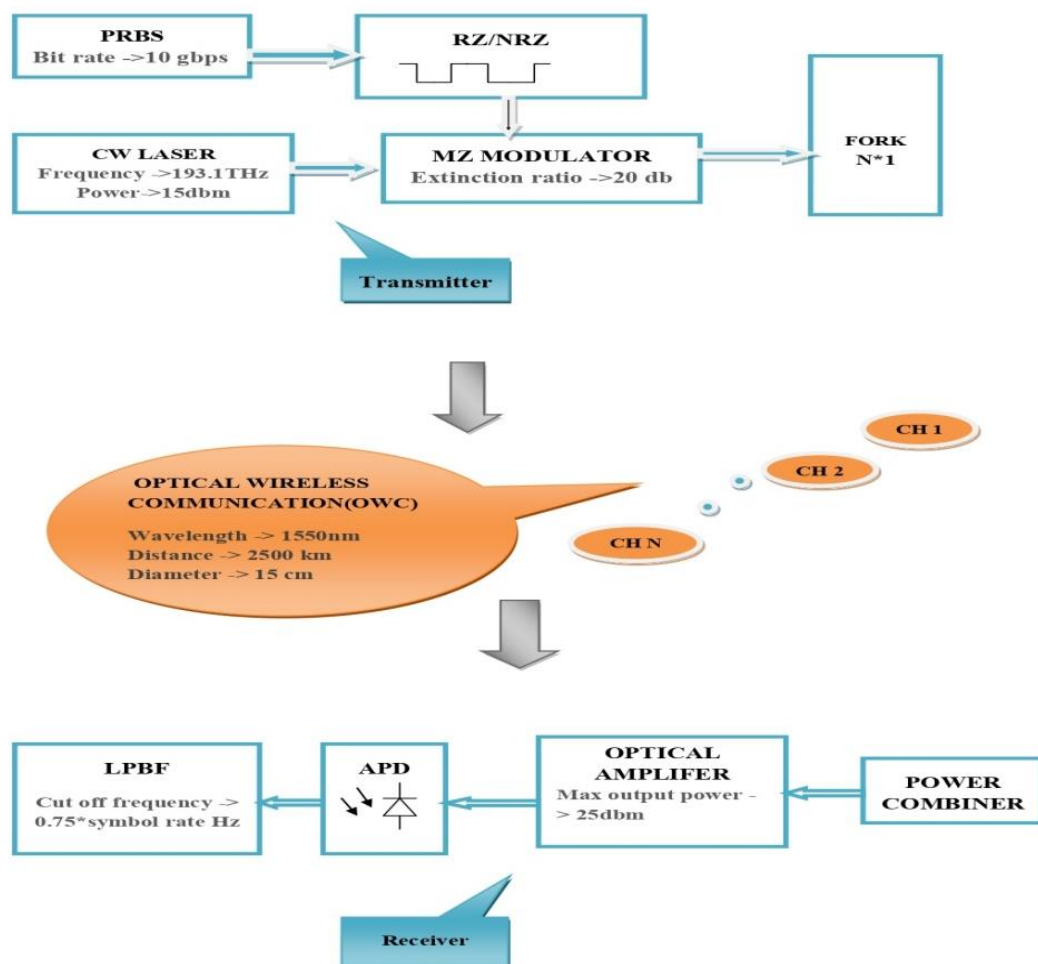 PRBS
Bit rate ->10 gbps
RZ/NRZ
CW LASER
Frequency ->193.1THz
Power->15dbm
MZ MODULATOR
Extinction ratio ->20 db
FORK
N*1
Transmitter
OPTICAL WIRELESS
COMMUNICATION(OWC)
Wavelength -> 1550nm
Distance -> 2500 km
Diameter -> 15 cm
CH 1
CH 2
CH N
LPBF
Cut off frequency ->
0.75*symbol rate Hz
APD
OPTICAL
AMPLIFER
Max output power -
> 25dbm
POWER
COMBINER
Receiver